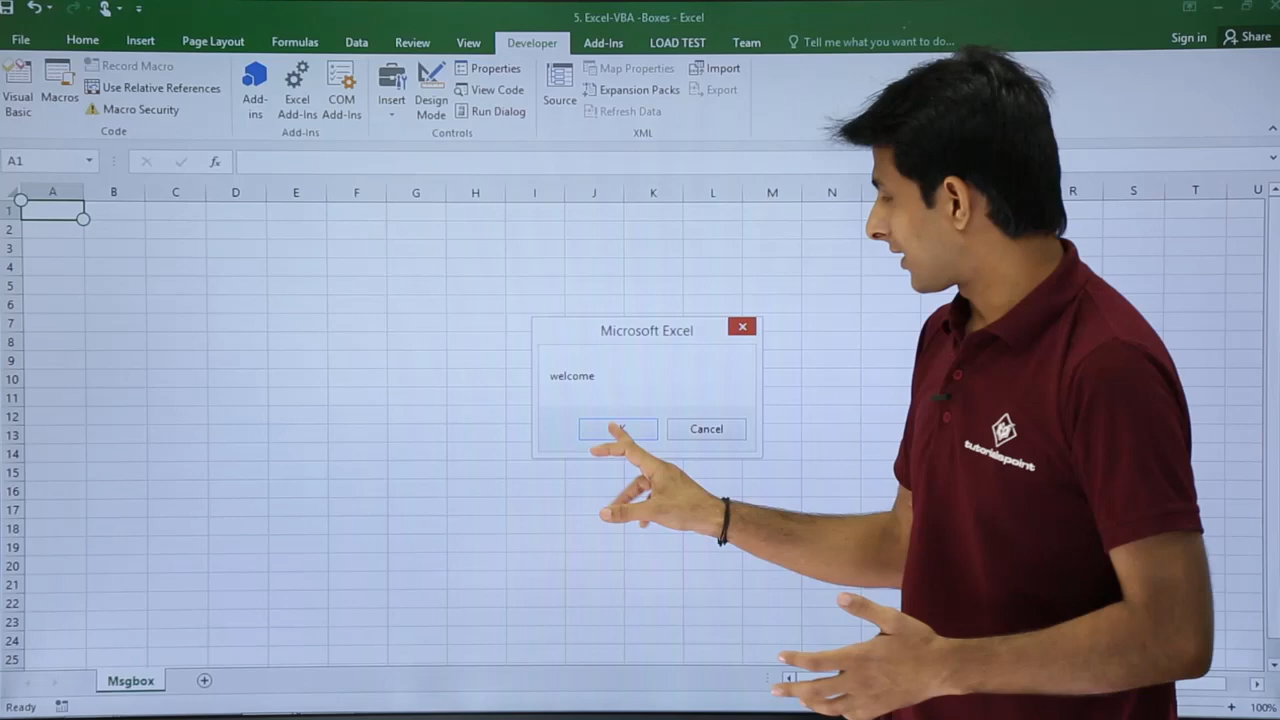 5. Excel-VBA -Boxes - Excel
File Home Insert Page Layout Formulas Data Review View Developer Add-Ins LOAD TEST Team Tell me what you want to do... Sign in Share
Visual Basic
Macros
Record Macro
Use Relative References
Macro Security
Code
Add-ins
Excel Add-Ins
COM Add-Ins
Add-Ins
Insert
Design Mode
Properties
View Code
Run Dialog
Controls
Source
Map Properties
Expansion Packs
Refresh Data
Import
Export
XML
A1 fx
A B C D E F G H I J K L M N R S T U
1
2
3
4
5
6
7
8
9
10
11
12
13
14
15
16
17
18
19
20
21
22
23
24
25
Microsoft Excel
welcome
Cancel
tutorialspoint
Msgbox
Ready 100%